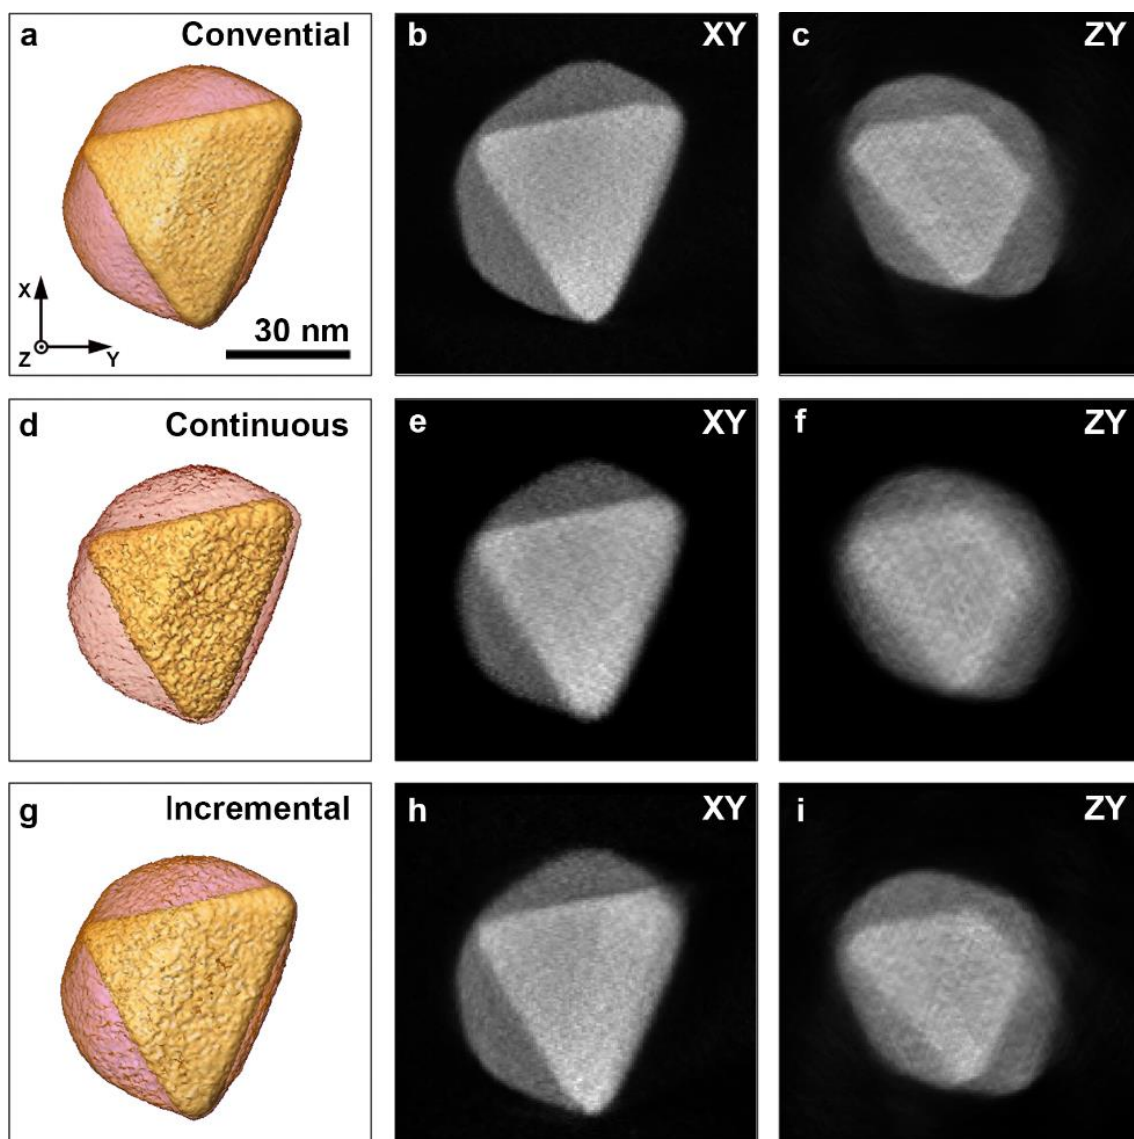 a Convential
b XY
c ZY
X
Z Y
30 nm
d Continuous
e XY
f ZY
g Incremental
h XY
i ZY